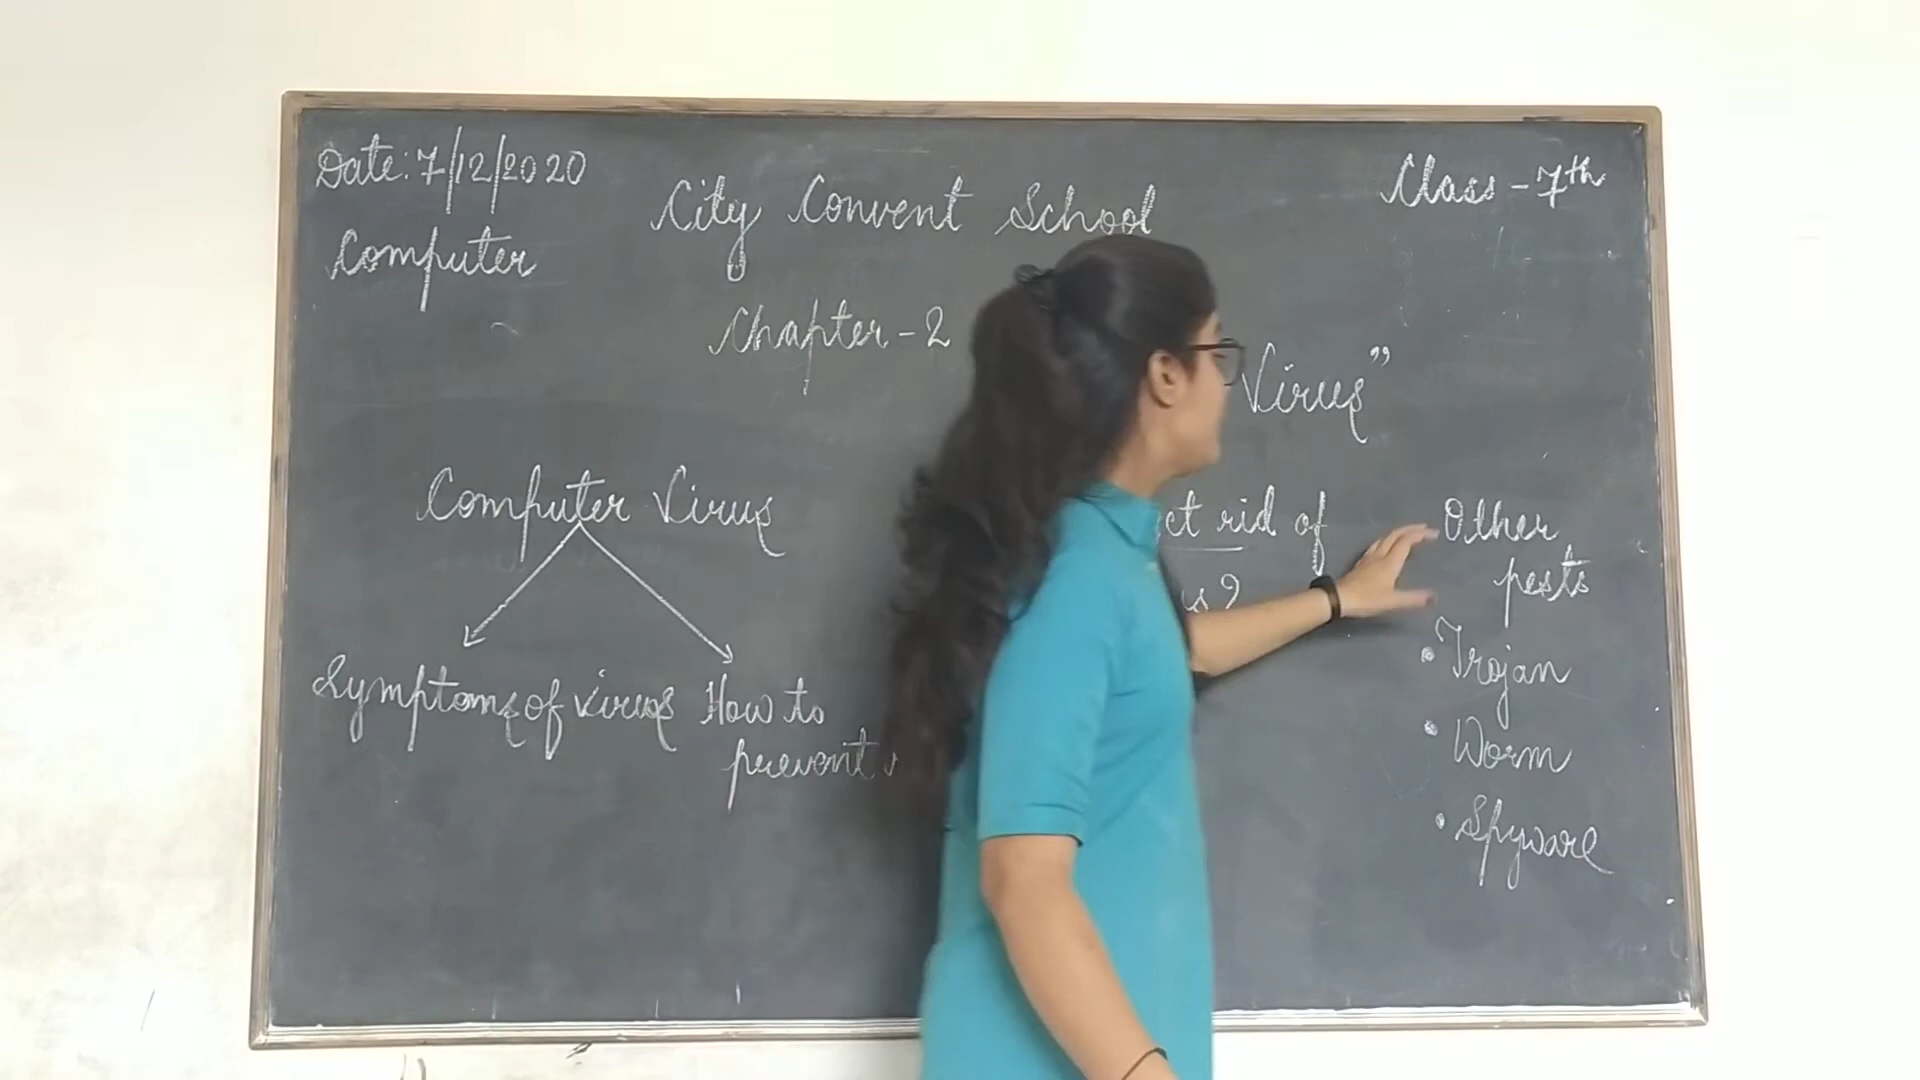 Date: 7/12/2020
City Convent School
Class - 7th
Computer
Chapter - 2
Virus”
Computer Virus
Symptoms of virus
How to
prevent
rid of
Other
pests
• Trojan
• Worm
• Spyware